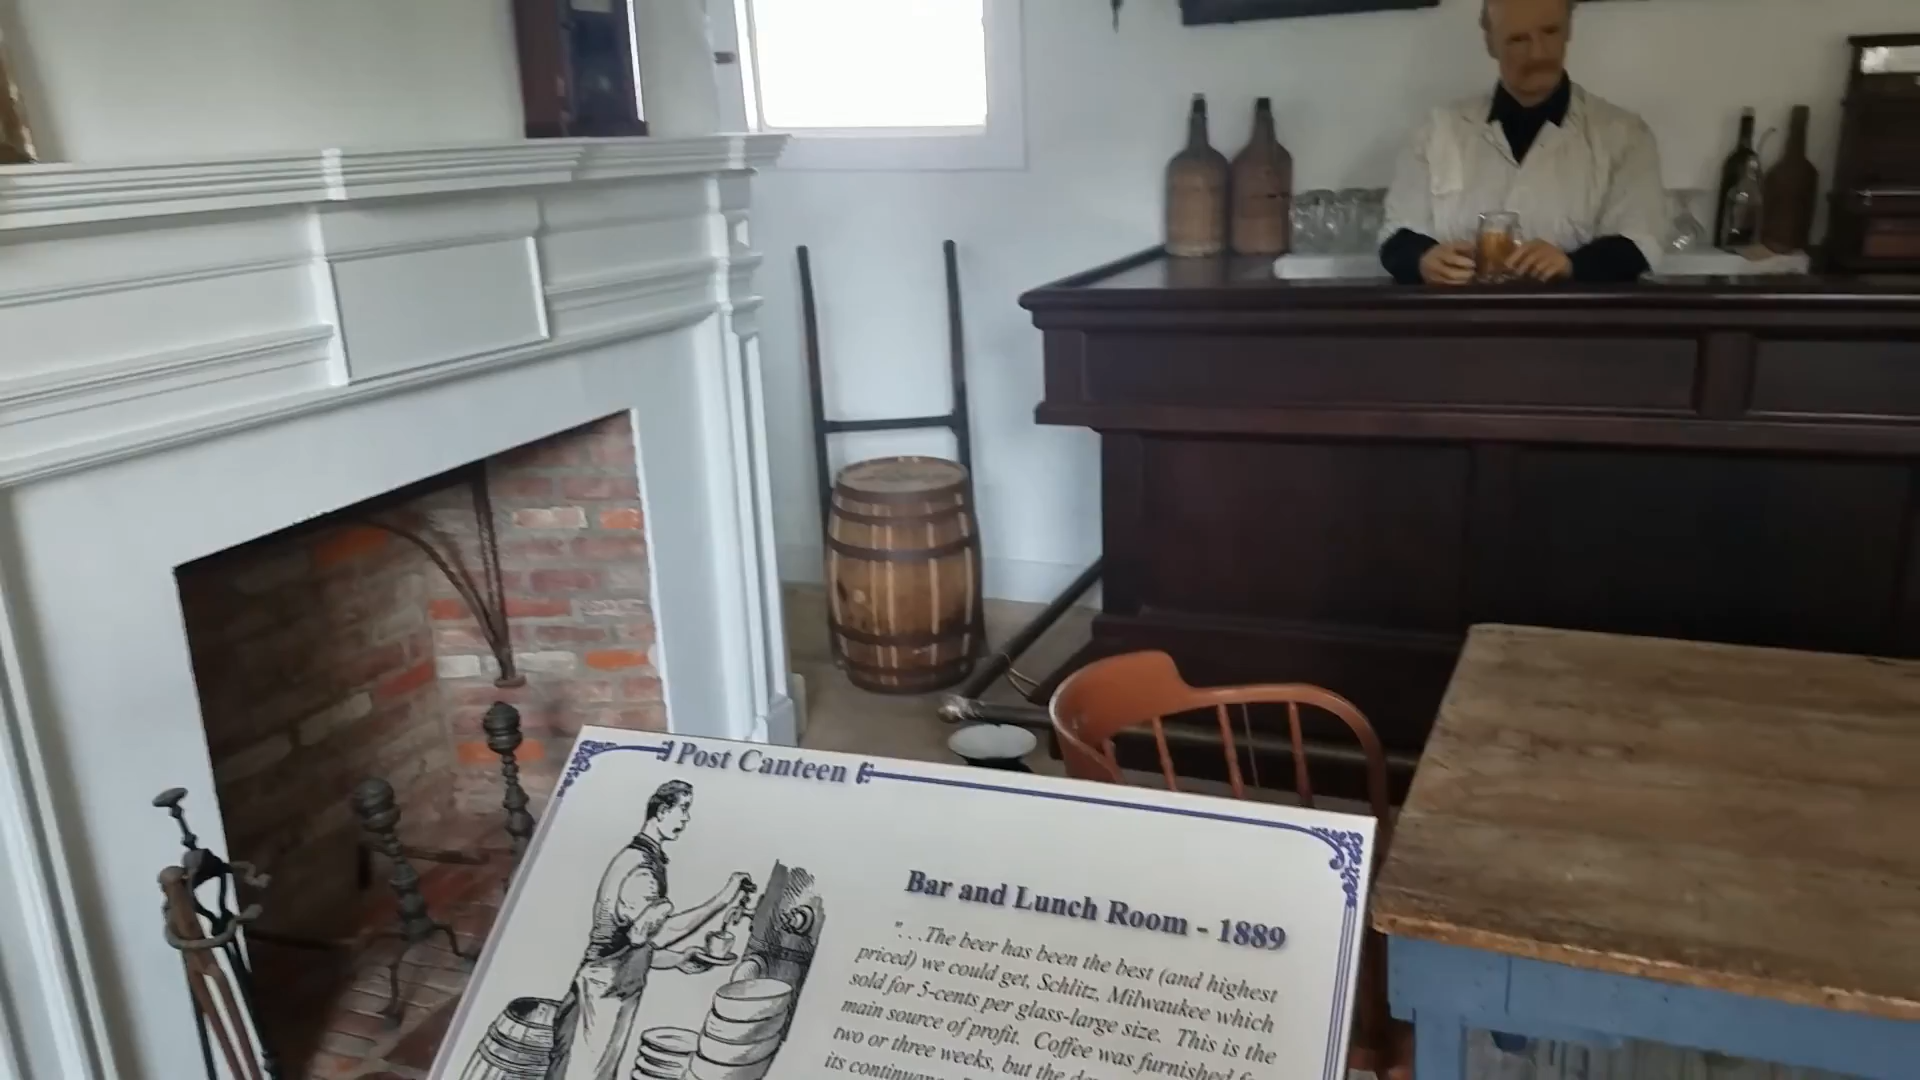 Post Canteen
Bar and Lunch Room - 1889
". . .The beer has been the best (and highest
priced) we could get, Schlitz, Milwaukee which
sold for 5-cents per glass-large size. This is the
main source of profit. Coffee was furnished
two or three weeks, but the
its